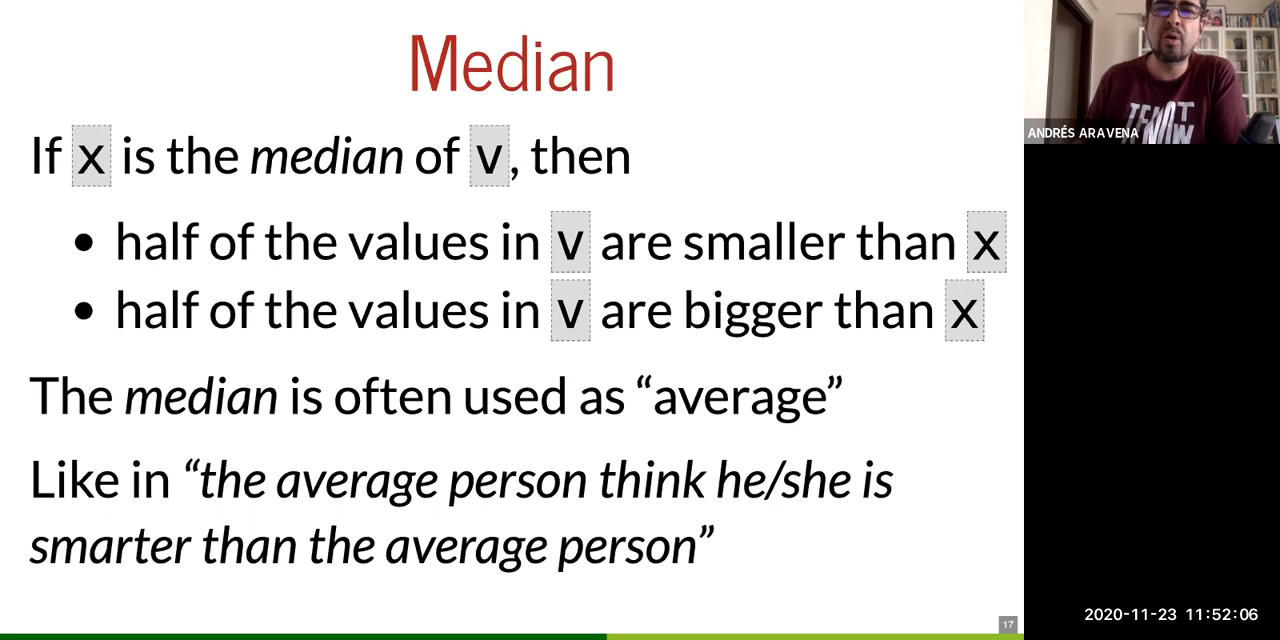 Median
If x is the median of v, then
• half of the values in v are smaller than x
• half of the values in v are bigger than x
The median is often used as “average”
Like in “the average person think he/she is
smarter than the average person”
17
ANDRÉS ARAVENA
2020-11-23 11:52:06